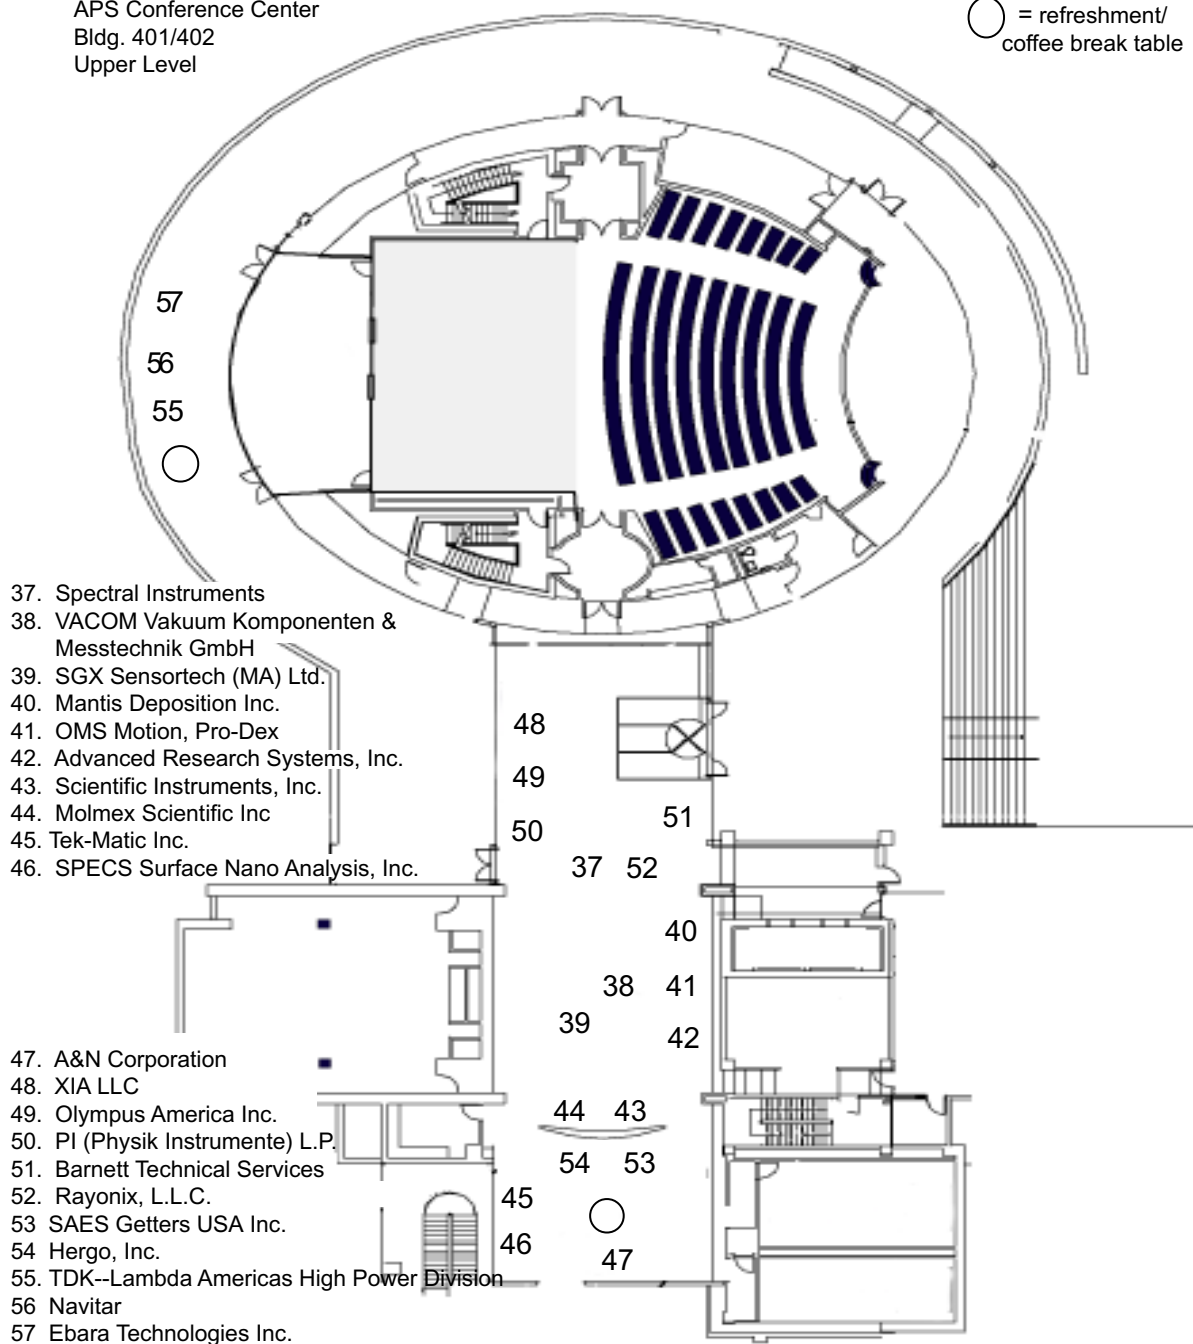 APS Conference Center
Bldg. 401/402
Upper Level
= refreshment/
coffee break table
57
56
55
37. Spectral Instruments
38. VACOM Vakuum Komponenten &
Messtechnik GmbH
39. SGX Sensortech (MA) Ltd.
40. Mantis Deposition Inc.
41. OMS Motion, Pro-Dex
42. Advanced Research Systems, Inc.
43. Scientific Instruments, Inc.
44. Molmex Scientific Inc
45. Tek-Matic Inc.
46. SPECS Surface Nano Analysis, Inc.
48
49
50
51
37 52
40
38 41
39
42
44 43
54 53
45
46
47
47. A&N Corporation
48. XIA LLC
49. Olympus America Inc.
50. PI (Physik Instrumente) L.P.
51. Barnett Technical Services
52. Rayonix, L.L.C.
53 SAES Getters USA Inc.
54 Hergo, Inc.
55. TDK--Lambda Americas High Power Division
56 Navitar
57 Ebara Technologies Inc.